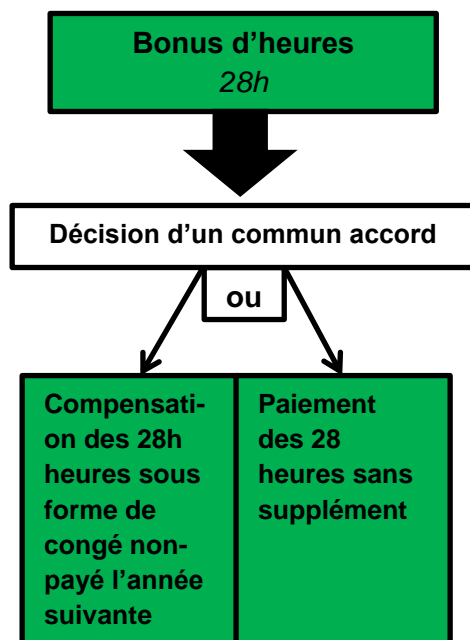 Bonus d’heures
28h
Décision d’un commun accord
ou
Compensati-
on des 28h
heures sous
forme de
congé non-
payé l’année
suivante
Paiement
des 28
heures sans
supplément